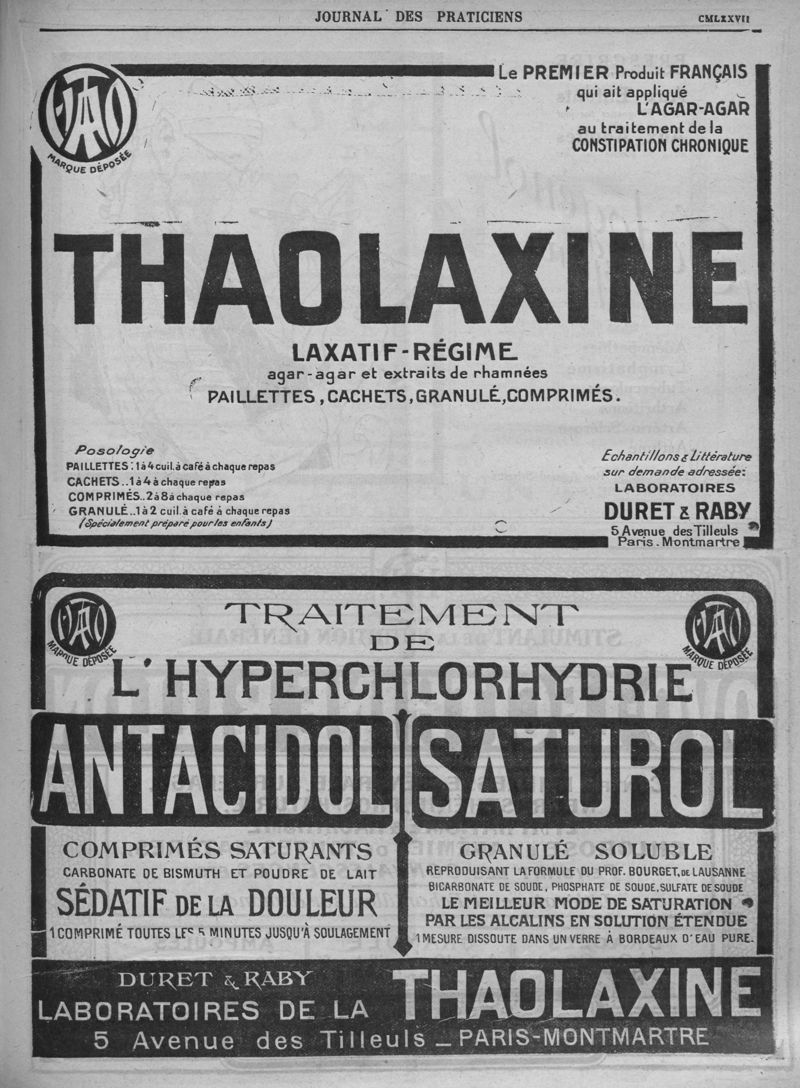 JOURNAL DES PRATICIENS
CMLXXVII
MARQUE DÉPOSÉE
Le PREMIER Produit FRANÇAIS
qui ait appliqué
L'AGAR-AGAR
au traitement de la
CONSTIPATION CHRONIQUE
THAOLAXINE
LAXATIF-RÉGIME
agar-agar et extraits de rhamnées
PAILLETTES, CACHETS, GRANULÉ, COMPRIMÉS.
Posologie
PAILLETTES: 1 à 4 cuil. à café à chaque repas
CACHETS.. 1 à 4 à chaque repas
COMPRIMÉS.. 2 à 8 à chaque repas
GRANULÉ.. 1 à 2 cuil. à café à chaque repas
(Spécialement préparé pour les enfants)
Echantillons & Littérature
sur demande adressée:
LABORATOIRES
DURET & RABY
5 Avenue des Tilleuls
Paris. Montmartre
MARQUE DÉPOSÉE
MARQUE DÉPOSÉE
TRAITEMENT
DE
L'HYPERCHLORHYDRIE
ANTACIDOL
COMPRIMÉS SATURANTS
CARBONATE DE BISMUTH ET POUDRE DE LAIT
SÉDATIF DE LA DOULEUR
1 COMPRIMÉ TOUTES LES 5 MINUTES JUSQU'À SOULAGEMENT
SATUROL
GRANULÉ SOLUBLE
REPRODUISANT LA FORMULE DU PROF. BOURGET, DE LAUSANNE
BICARBONATE DE SOUDE, PHOSPHATE DE SOUDE, SULFATE DE SOUDE
LE MEILLEUR MODE DE SATURATION
PAR LES ALCALINS EN SOLUTION ÉTENDUE
1 MESURE DISSOUTE DANS UN VERRE À BORDEAUX D'EAU PURE.
DURET & RABY
LABORATOIRES DE LA THAOLAXINE
5 Avenue des Tilleuls _ PARIS-MONTMARTRE